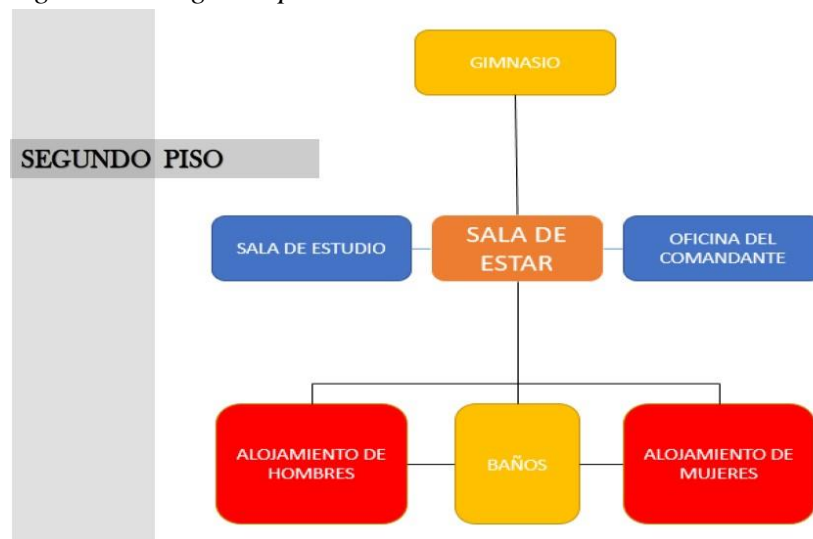 GIMNASIO
SEGUNDO PISO
SALA DE ESTUDIO
SALA DE
ESTAR
OFICINA DEL
COMANDANTE
ALOJAMIENTO DE
HOMBRES
BAÑOS
ALOJAMIENTO DE
MUJERES